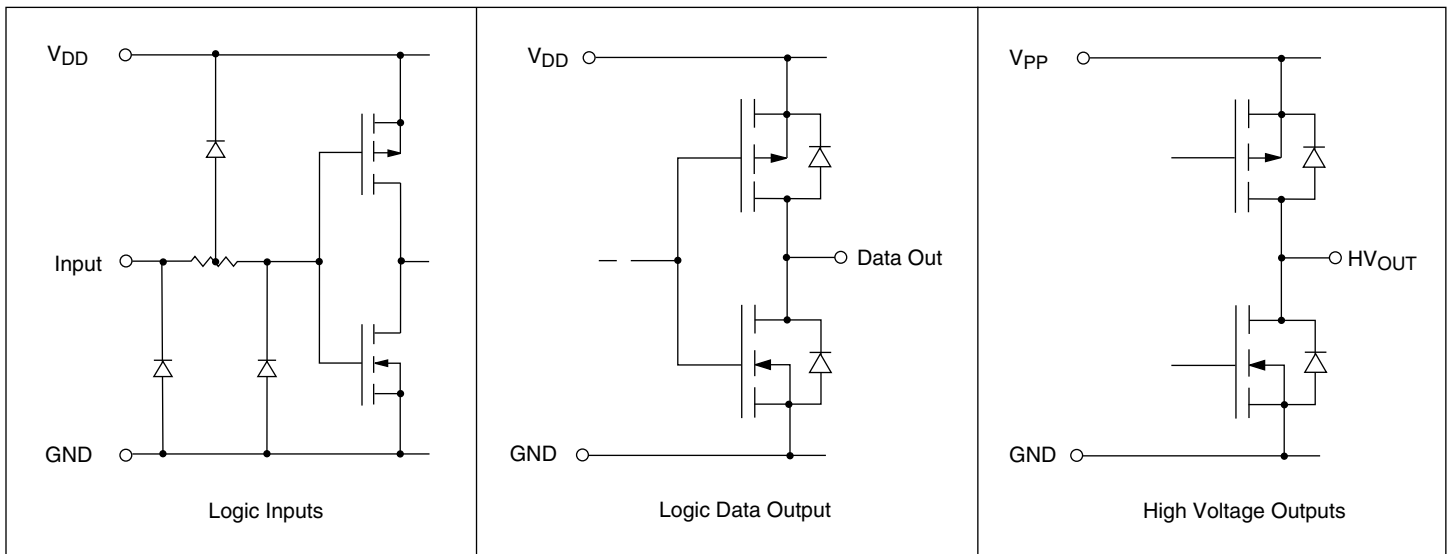 VDD
Input
GND
Logic Inputs
VDD
Data Out
GND
Logic Data Output
VPP
HVOUT
GND
High Voltage Outputs